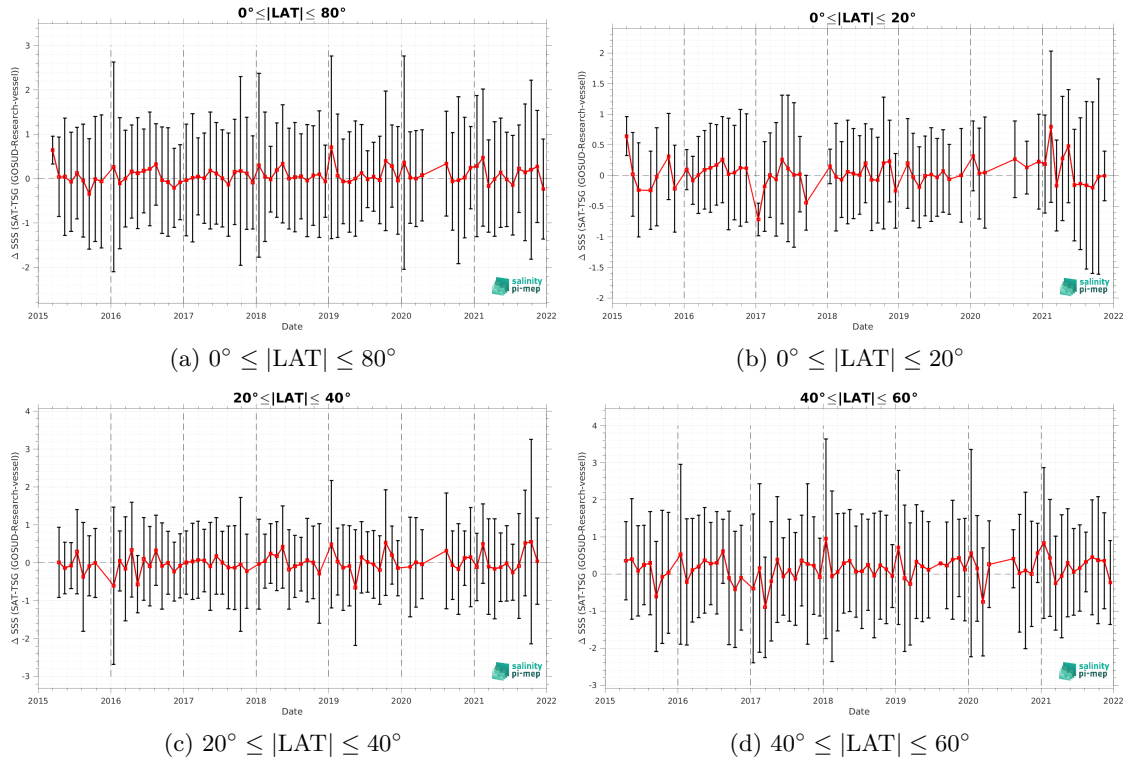 0°≤|LAT|≤ 80°
Δ SSS (SAT-TSG (GOSUD-Research-vessel))
3
2
1
0
-1
-2
2015 2016 2017 2018 2019 2020 2021 2022
Date
salinity
pi-mep
(a) 0° ≤ |LAT| ≤ 80°
0°≤|LAT|≤ 20°
Δ SSS (SAT-TSG (GOSUD-Research-vessel))
2
1.5
1
0.5
0
-0.5
-1
-1.5
-2
2015 2016 2017 2018 2019 2020 2021 2022
Date
salinity
pi-mep
(b) 0° ≤ |LAT| ≤ 20°
20°≤|LAT|≤ 40°
Δ SSS (SAT-TSG (GOSUD-Research-vessel))
4
3
2
1
0
-1
-2
-3
2015 2016 2017 2018 2019 2020 2021 2022
Date
salinity
pi-mep
(c) 20° ≤ |LAT| ≤ 40°
40°≤|LAT|≤ 60°
Δ SSS (SAT-TSG (GOSUD-Research-vessel))
4
3
2
1
0
-1
-2
-3
2015 2016 2017 2018 2019 2020 2021 2022
Date
salinity
pi-mep
(d) 40° ≤ |LAT| ≤ 60°